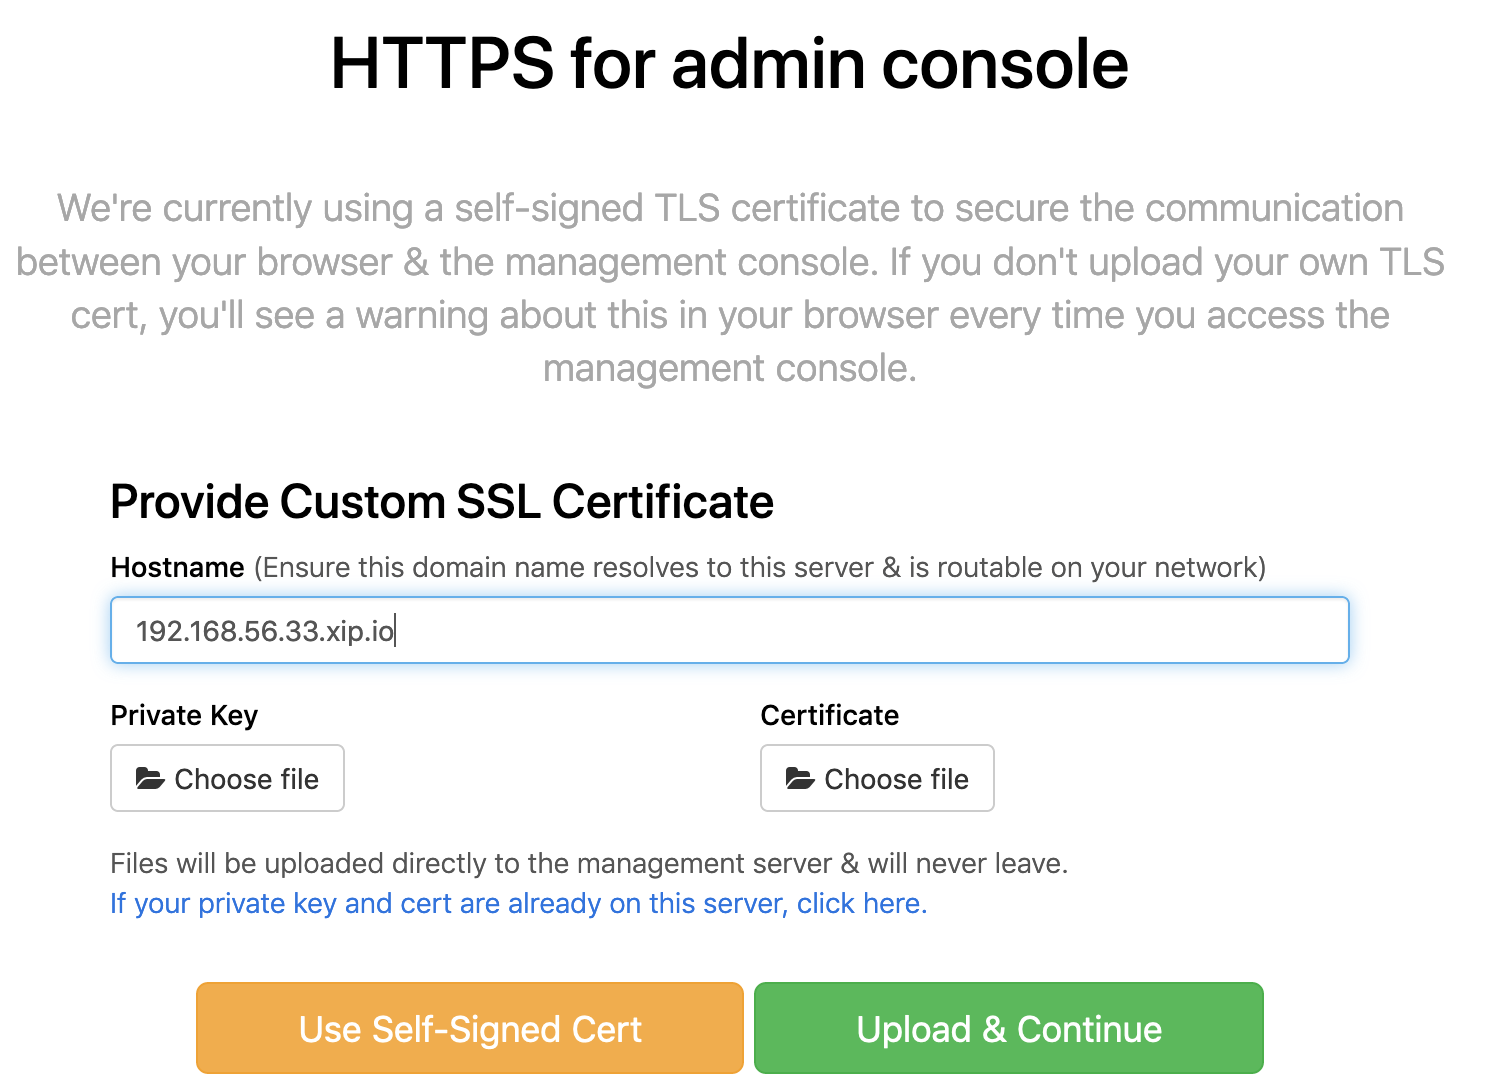 HTTPS for admin console
We're currently using a self-signed TLS certificate to secure the communication
between your browser & the management console. If you don't upload your own TLS
cert, you'll see a warning about this in your browser every time you access the
management console.
Provide Custom SSL Certificate
Hostname (Ensure this domain name resolves to this server & is routable on your network)
192.168.56.33.xip.io
Private Key
Certificate
Choose file
Choose file
Files will be uploaded directly to the management server & will never leave.
If your private key and cert are already on this server, click here.
Use Self-Signed Cert
Upload & Continue